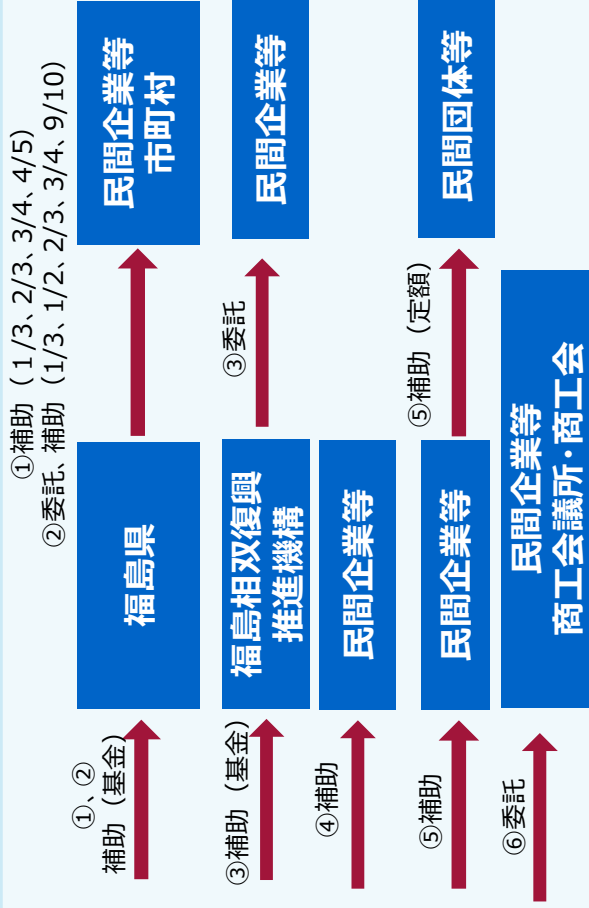 ①、②
補助（基金）
福島県
①補助（１/3、2/3、3/4、4/5）
②委託、補助（1/3、1/2、2/3、3/4、9/10）
民間企業等
市町村
③補助（基金）
福島相双復興
推進機構
③委託
民間企業等
④補助
民間企業等
⑤補助
民間企業等
⑤補助（定額）
民間団体等
⑥委託
民間企業等
商工会議所・商工会